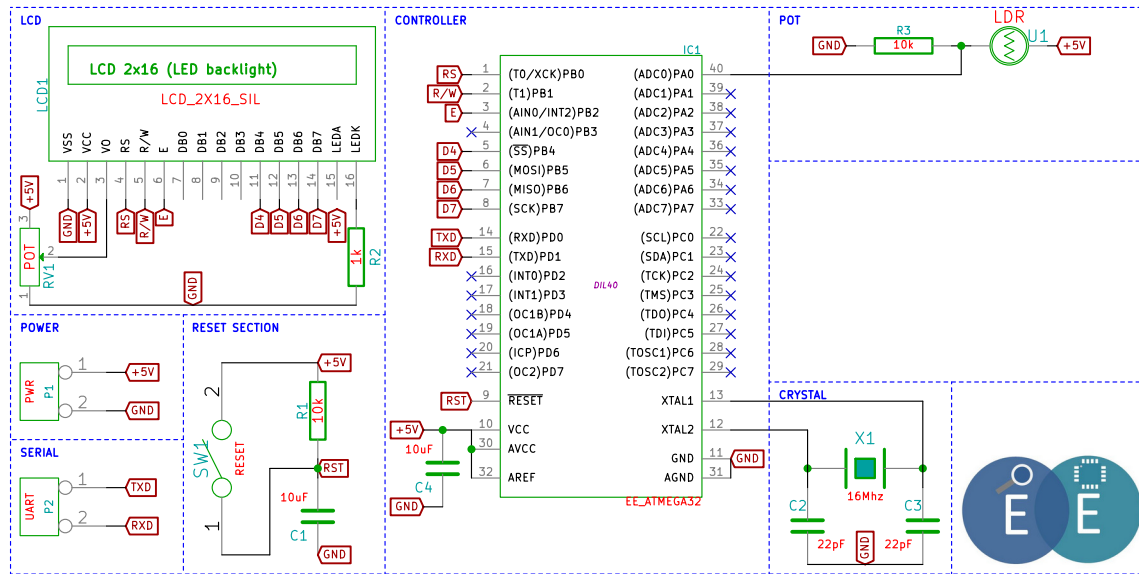 LCD
LCD 2x16 (LED backlight)
LCD_2X16_SIL
LCD1
VSS
VCC
VO
RS
R/W
E
DB0
DB1
DB2
DB3
DB4
DB5
DB6
DB7
LEDA
LEDK
1
2
3
4
5
6
7
8
9
10
11
12
13
14
15
16
GND
+5V
RS
R/W
E
D4
D5
D6
D7
+5V
+5V
3
POT
2
RV1
1
GND
1k
R2
POWER
PWR
P1
1
+5V
2
GND
SERIAL
UART
P2
1
TXD
2
RXD
RESET SECTION
+5V
2
R1
10k
SW1
RESET
RST
1
10uF
C1
GND
CONTROLLER
IC1
RS 1 (T0/XCK)PB0
R/W 2 (T1)PB1
E 3 (AIN0/INT2)PB2
4 (AIN1/OC0)PB3
D4 5 (SS)PB4
D5 6 (MOSI)PB5
D6 7 (MISO)PB6
D7 8 (SCK)PB7
TXD 14 (RXD)PD0
RXD 15 (TXD)PD1
16 (INT0)PD2
17 (INT1)PD3
18 (OC1B)PD4
19 (OC1A)PD5
20 (ICP)PD6
21 (OC2)PD7
RST 9 RESET
+5V 10 VCC
30 AVCC
32 AREF
10uF
C4
GND
DIL40
(ADC0)PA0 40
(ADC1)PA1 39
(ADC2)PA2 38
(ADC3)PA3 37
(ADC4)PA4 36
(ADC5)PA5 35
(ADC6)PA6 34
(ADC7)PA7 33
(SCL)PC0 22
(SDA)PC1 23
(TCK)PC2 24
(TMS)PC3 25
(TDO)PC4 26
(TDI)PC5 27
(TOSC1)PC6 28
(TOSC2)PC7 29
XTAL1 13
XTAL2 12
GND 11
AGND 31
GND
EE_ATMEGA32
POT
LDR
GND
R3
10k
U1
+5V
CRYSTAL
X1
16Mhz
C2
22pF
C3
22pF
GND
E E